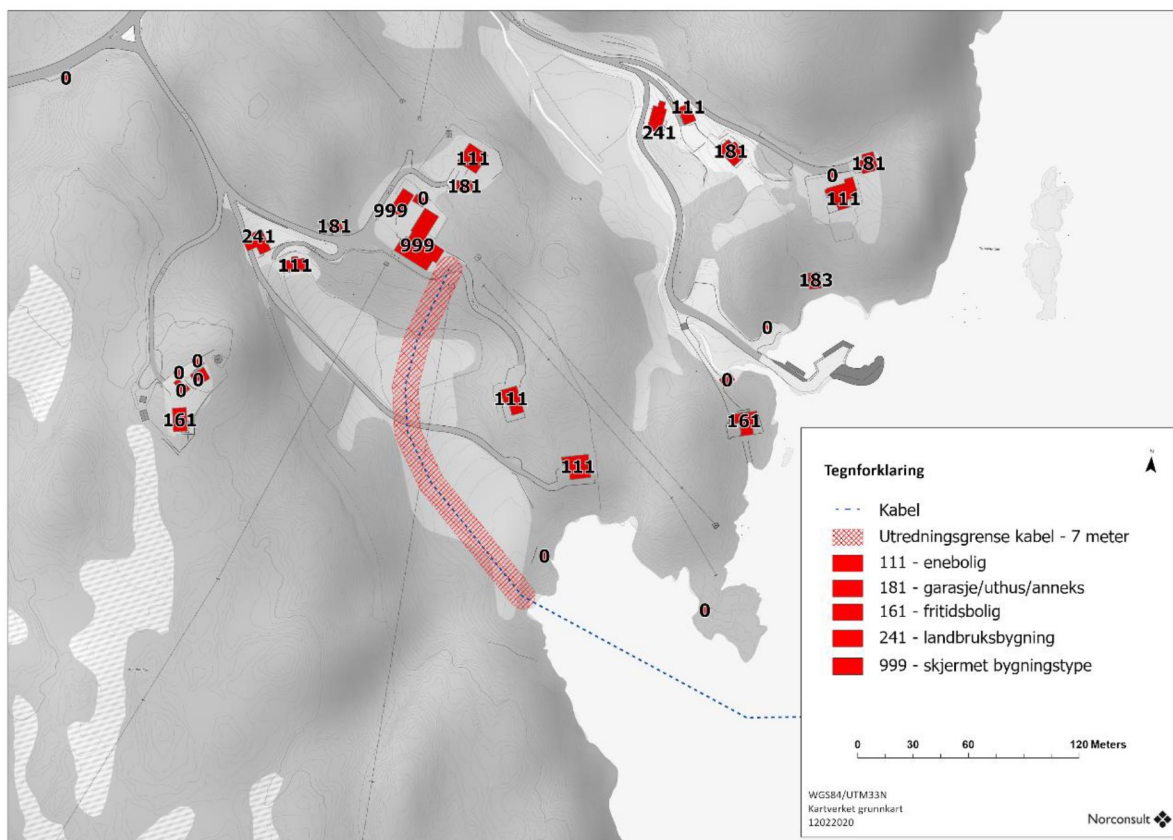 0
111
241
181
111
181
0
181
111
999
0
181
999
241
111
183
0
0
0
0
0
0
161
111
161
111
0
0
Tegnforklaring
N
Kabel
Utredningsgrense kabel - 7 meter
111 - enebolig
181 - garasje/uthus/anneks
161 - fritidsbolig
241 - landbruksbygning
999 - skjermet bygningstype
0 30 60 120 Meters
WGS84/UTM33N
Kartverket grunnkart
12022020
Norconsult